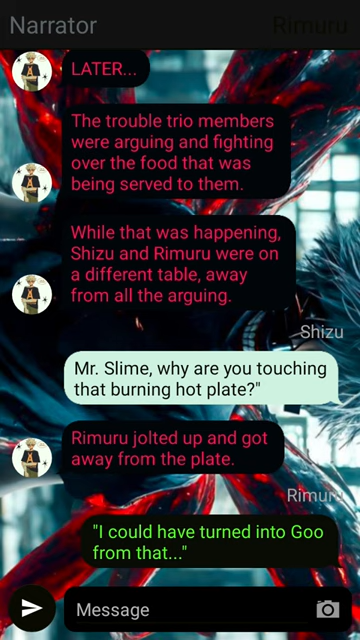 Narrator
Rimuru
LATER...
The trouble trio members
were arguing and fighting
over the food that was
being served to them.
While that was happening,
Shizu and Rimuru were on
a different table, away
from all the arguing.
Shizu
Mr. Slime, why are you touching
that burning hot plate?"
Rimuru jolted up and got
away from the plate.
Rimuru
"I could have turned into Goo
from that..."
Message